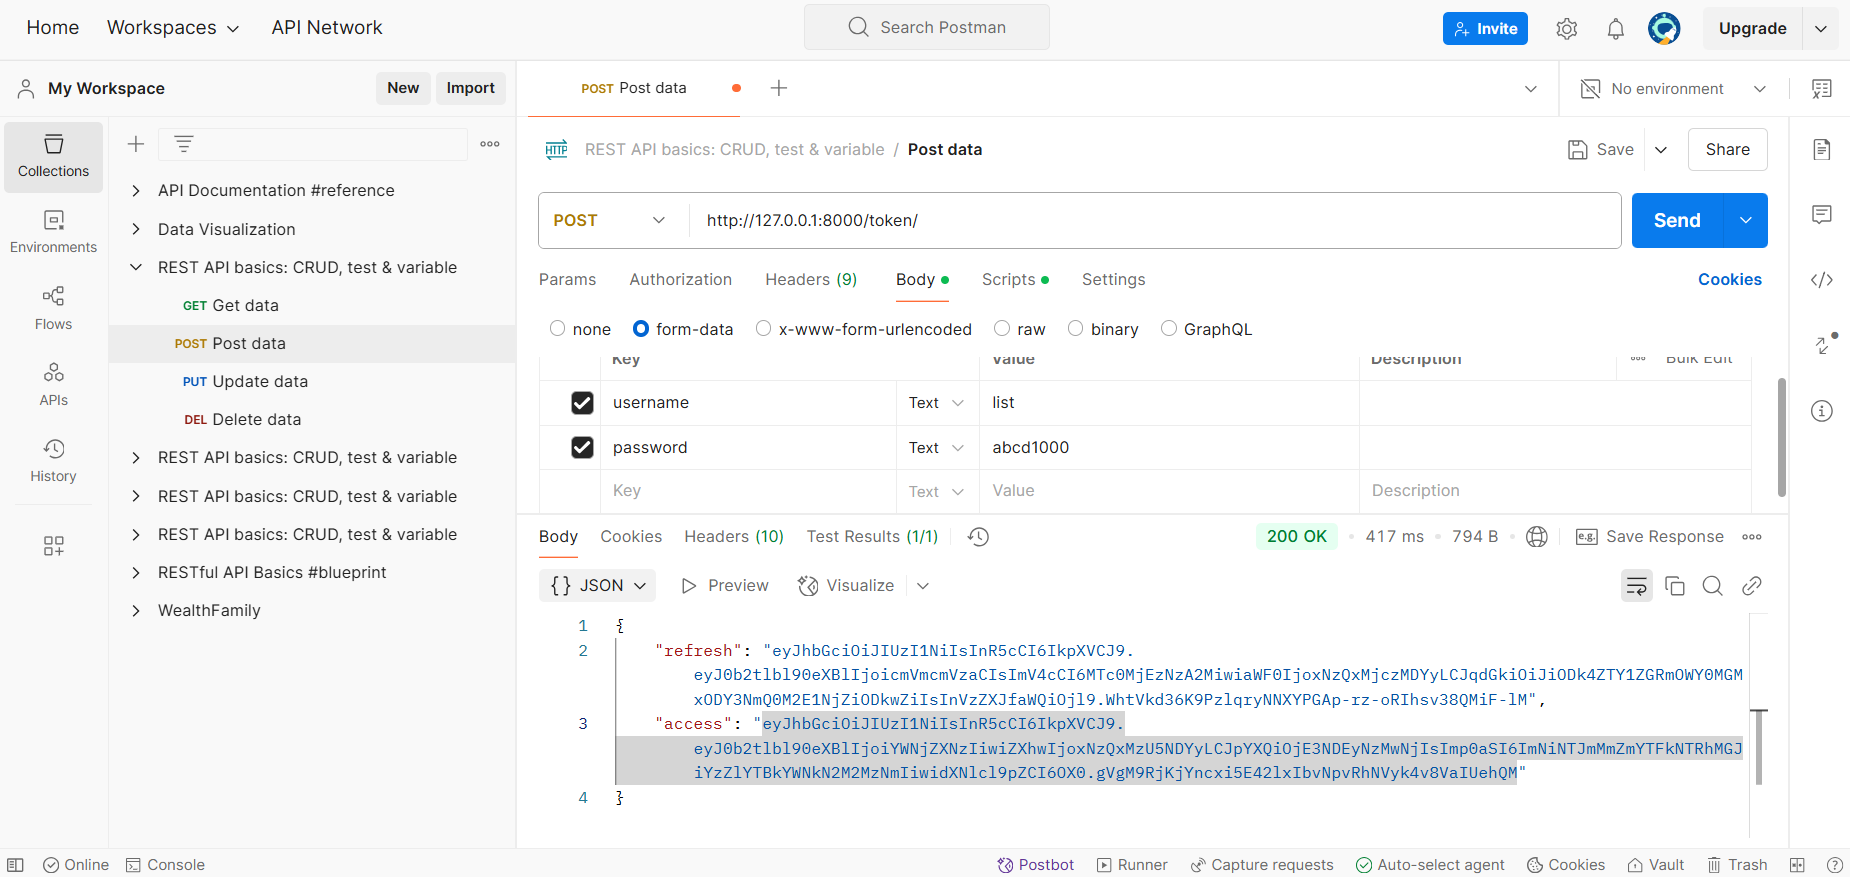 Home
Workspaces
API Network
Search Postman
Invite
Upgrade
My Workspace
New
Import
POST Post data
No environment
Collections
Environments
Flows
APIs
History
API Documentation #reference
Data Visualization
REST API basics: CRUD, test & variable
GET Get data
POST Post data
PUT Update data
DEL Delete data
REST API basics: CRUD, test & variable
REST API basics: CRUD, test & variable
REST API basics: CRUD, test & variable
RESTful API Basics #blueprint
WealthFamily
HTTP REST API basics: CRUD, test & variable / Post data
Save
Share
POST
http://127.0.0.1:8000/token/
Send
Params
Authorization
Headers (9)
Body
Scripts
Settings
Cookies
none
form-data
x-www-form-urlencoded
raw
binary
GraphQL
Key
Value
Description
Bulk Edit
username
Text
list
password
Text
abcd1000
Key
Text
Value
Description
Body
Cookies
Headers (10)
Test Results (1/1)
200 OK
417 ms
794 B
e.g. Save Response
{} JSON
Preview
Visualize
1 {
2 "refresh": "eyJhbGciOiJIUzI1NiIsInR5cCI6IkpXVCJ9.
eyJ0b2tlbl90eXBlIjoicmVmcmVzaCIsImV4cCI6MTc0MjEzNzA2MiwiaWF0IjoxNzQxMjczMDYyLCJqdGkiOiJiODk4ZTY1ZGRmOWY0MGM
xODY3NmQ0M2E1NjZiODkwZiIsInVzZXJfaWQiOjl9.WhtVkd36K9PzlqryNNXYPGAp-rz-oRIhsv38QMiF-lM",
3 "access": "eyJhbGciOiJIUzI1NiIsInR5cCI6IkpXVCJ9.
eyJ0b2tlbl90eXBlIjoiYWNjZXNzIiwiZXhwIjoxNzQxMzU5NDYyLCJpYXQiOjE3NDEyNzMwNjIsImp0aSI6ImNiNTJmMmZmYTFkNTRhMGJ
iYzZlYTBkYWNkN2M2MzNmIiwidXNlcl9pZCI6OX0.gVgM9RjKjYncxi5E42lxIbvNpvRhNVyk4v8VaIUehQM"
4 }
Online
Console
Postbot
Runner
Capture requests
Auto-select agent
Cookies
Vault
Trash